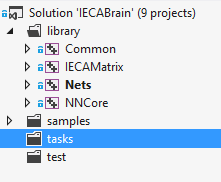 Solution 'IECABrain' (9 projects)
library
Common
IECAMatrix
Nets
NNCore
samples
tasks
test